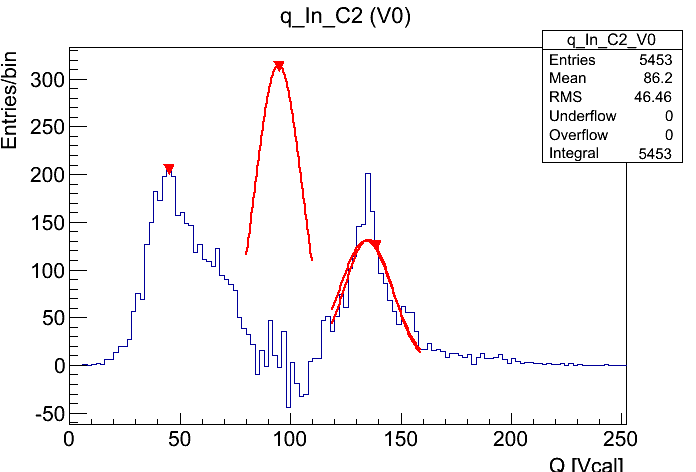 q_In_C2 (V0)
q_In_C2_V0
Entries 5453
Mean 86.2
RMS 46.46
Underflow 0
Overflow 0
Integral 5453
Entries/bin
300
250
200
150
100
50
0
-50
0 50 100 150 200 250
Q [Vcal]